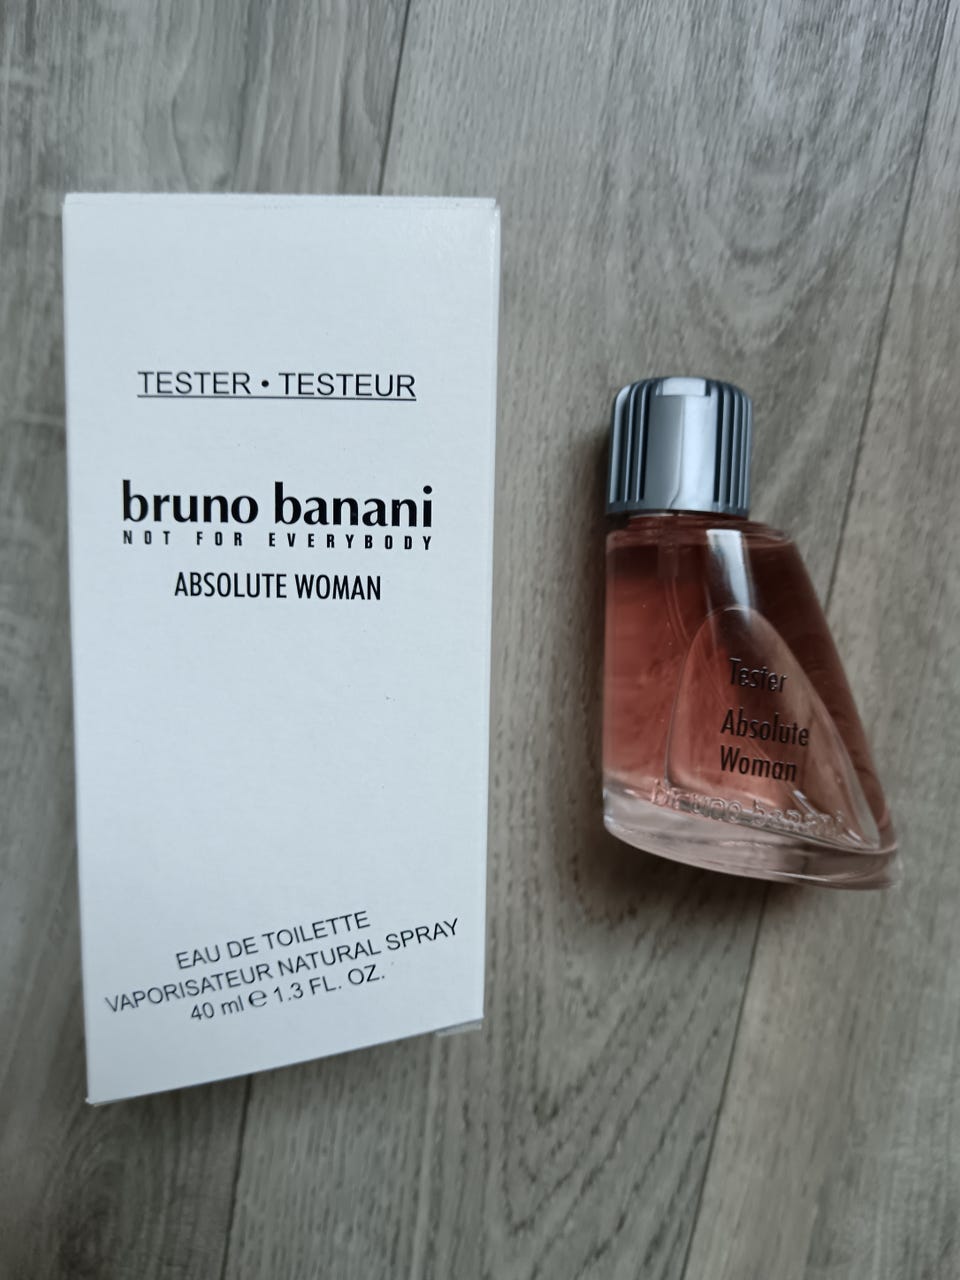 TESTER • TESTEUR
bruno banani
NOT FOR EVERYBODY
ABSOLUTE WOMAN
EAU DE TOILETTE
VAPORISATEUR NATURAL SPRAY
40 ml ℮ 1.3 FL. OZ.
Tester
Absolute
Woman
bruno banani